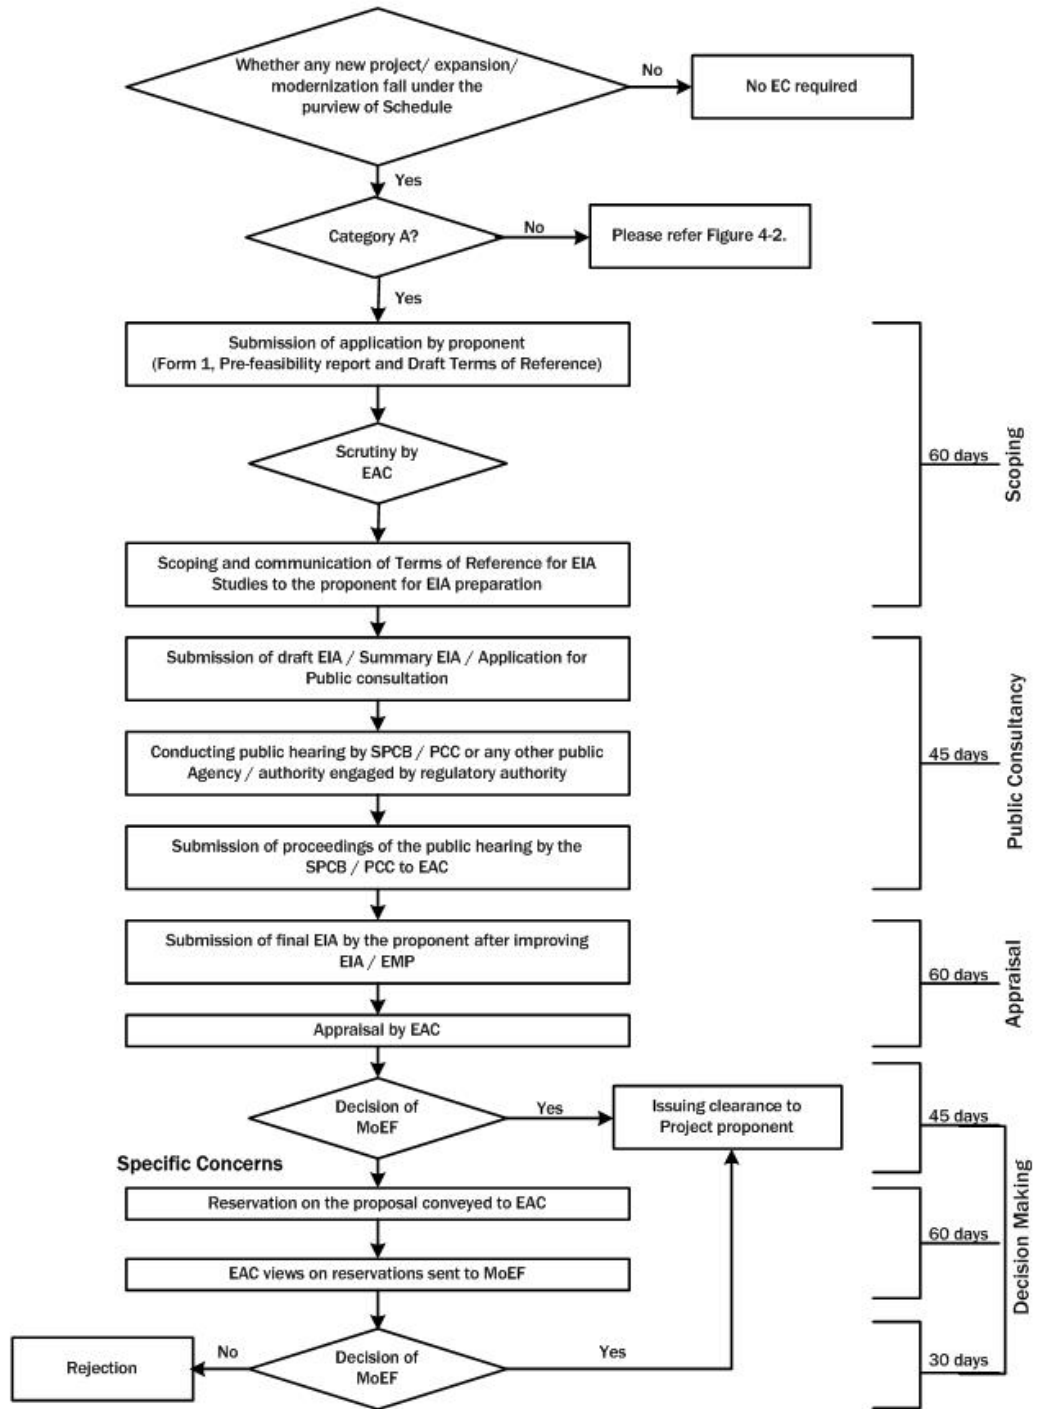 Whether any new project/ expansion/
modernization fall under the
purview of Schedule
No
No EC required
Yes
Category A?
No
Please refer Figure 4-2.
Yes
Submission of application by proponent
(Form 1, Pre-feasibility report and Draft Terms of Reference)
Scrutiny by
EAC
60 days
Scoping
Scoping and communication of Terms of Reference for EIA
Studies to the proponent for EIA preparation
Submission of draft EIA / Summary EIA / Application for
Public consultation
Conducting public hearing by SPCB / PCC or any other public
Agency / authority engaged by regulatory authority
45 days
Public Consultancy
Submission of proceedings of the public hearing by the
SPCB / PCC to EAC
Submission of final EIA by the proponent after improving
EIA / EMP
60 days
Appraisal
Appraisal by EAC
Decision of
MoEF
Yes
Issuing clearance to
Project proponent
45 days
Specific Concerns
Reservation on the proposal conveyed to EAC
60 days
Decision Making
EAC views on reservations sent to MoEF
Decision of
MoEF
No
Rejection
Yes
30 days